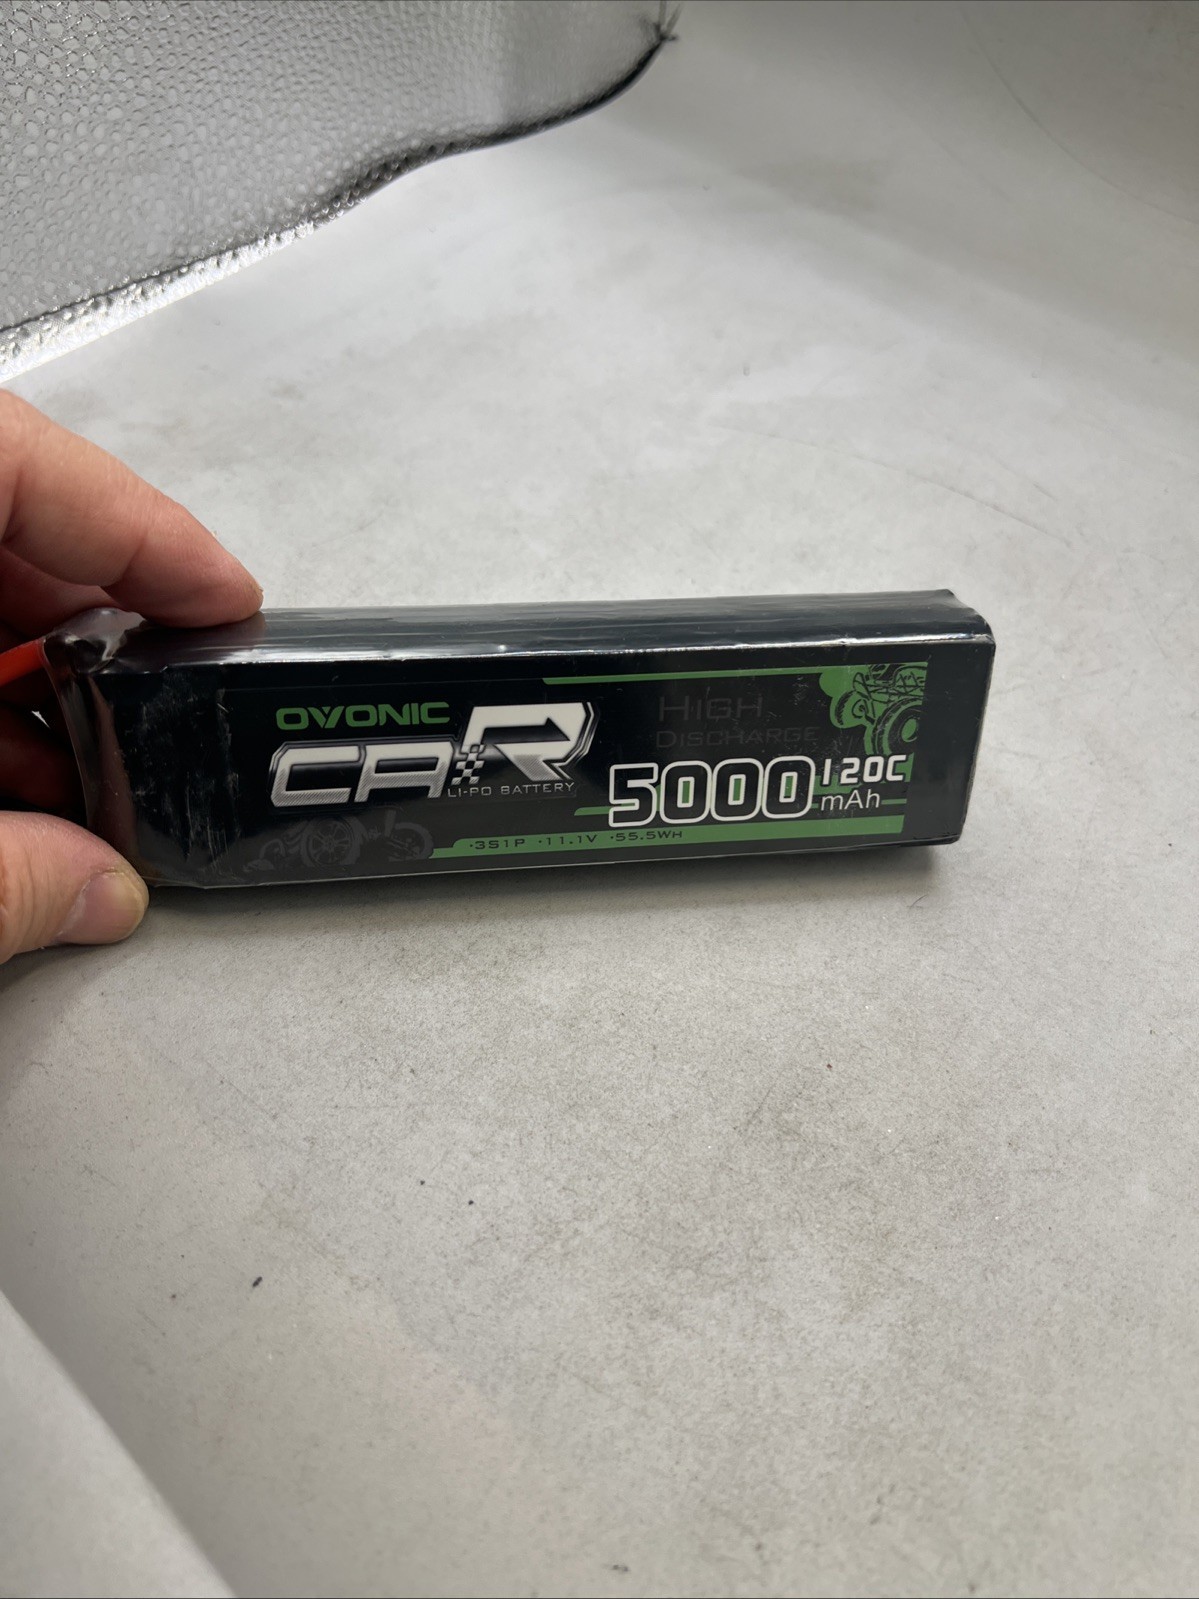 OVONIC
CAR
LI-PO BATTERY
HIGH
DISCHARGE
5000 mAh
120C
·3S1P ·11.1V ·55.5WH